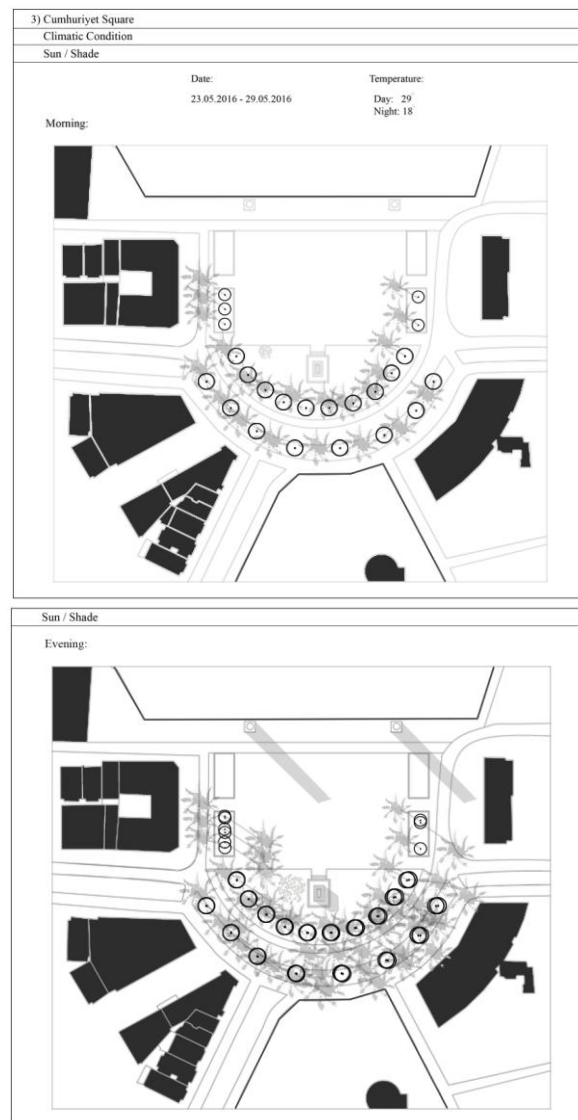 3) Cumhuriyet Square
Climatic Condition
Sun / Shade
Date:
Temperature:
23.05.2016 - 29.05.2016
Day: 29°
Night: 18
Morning:
Sun / Shade
Evening: